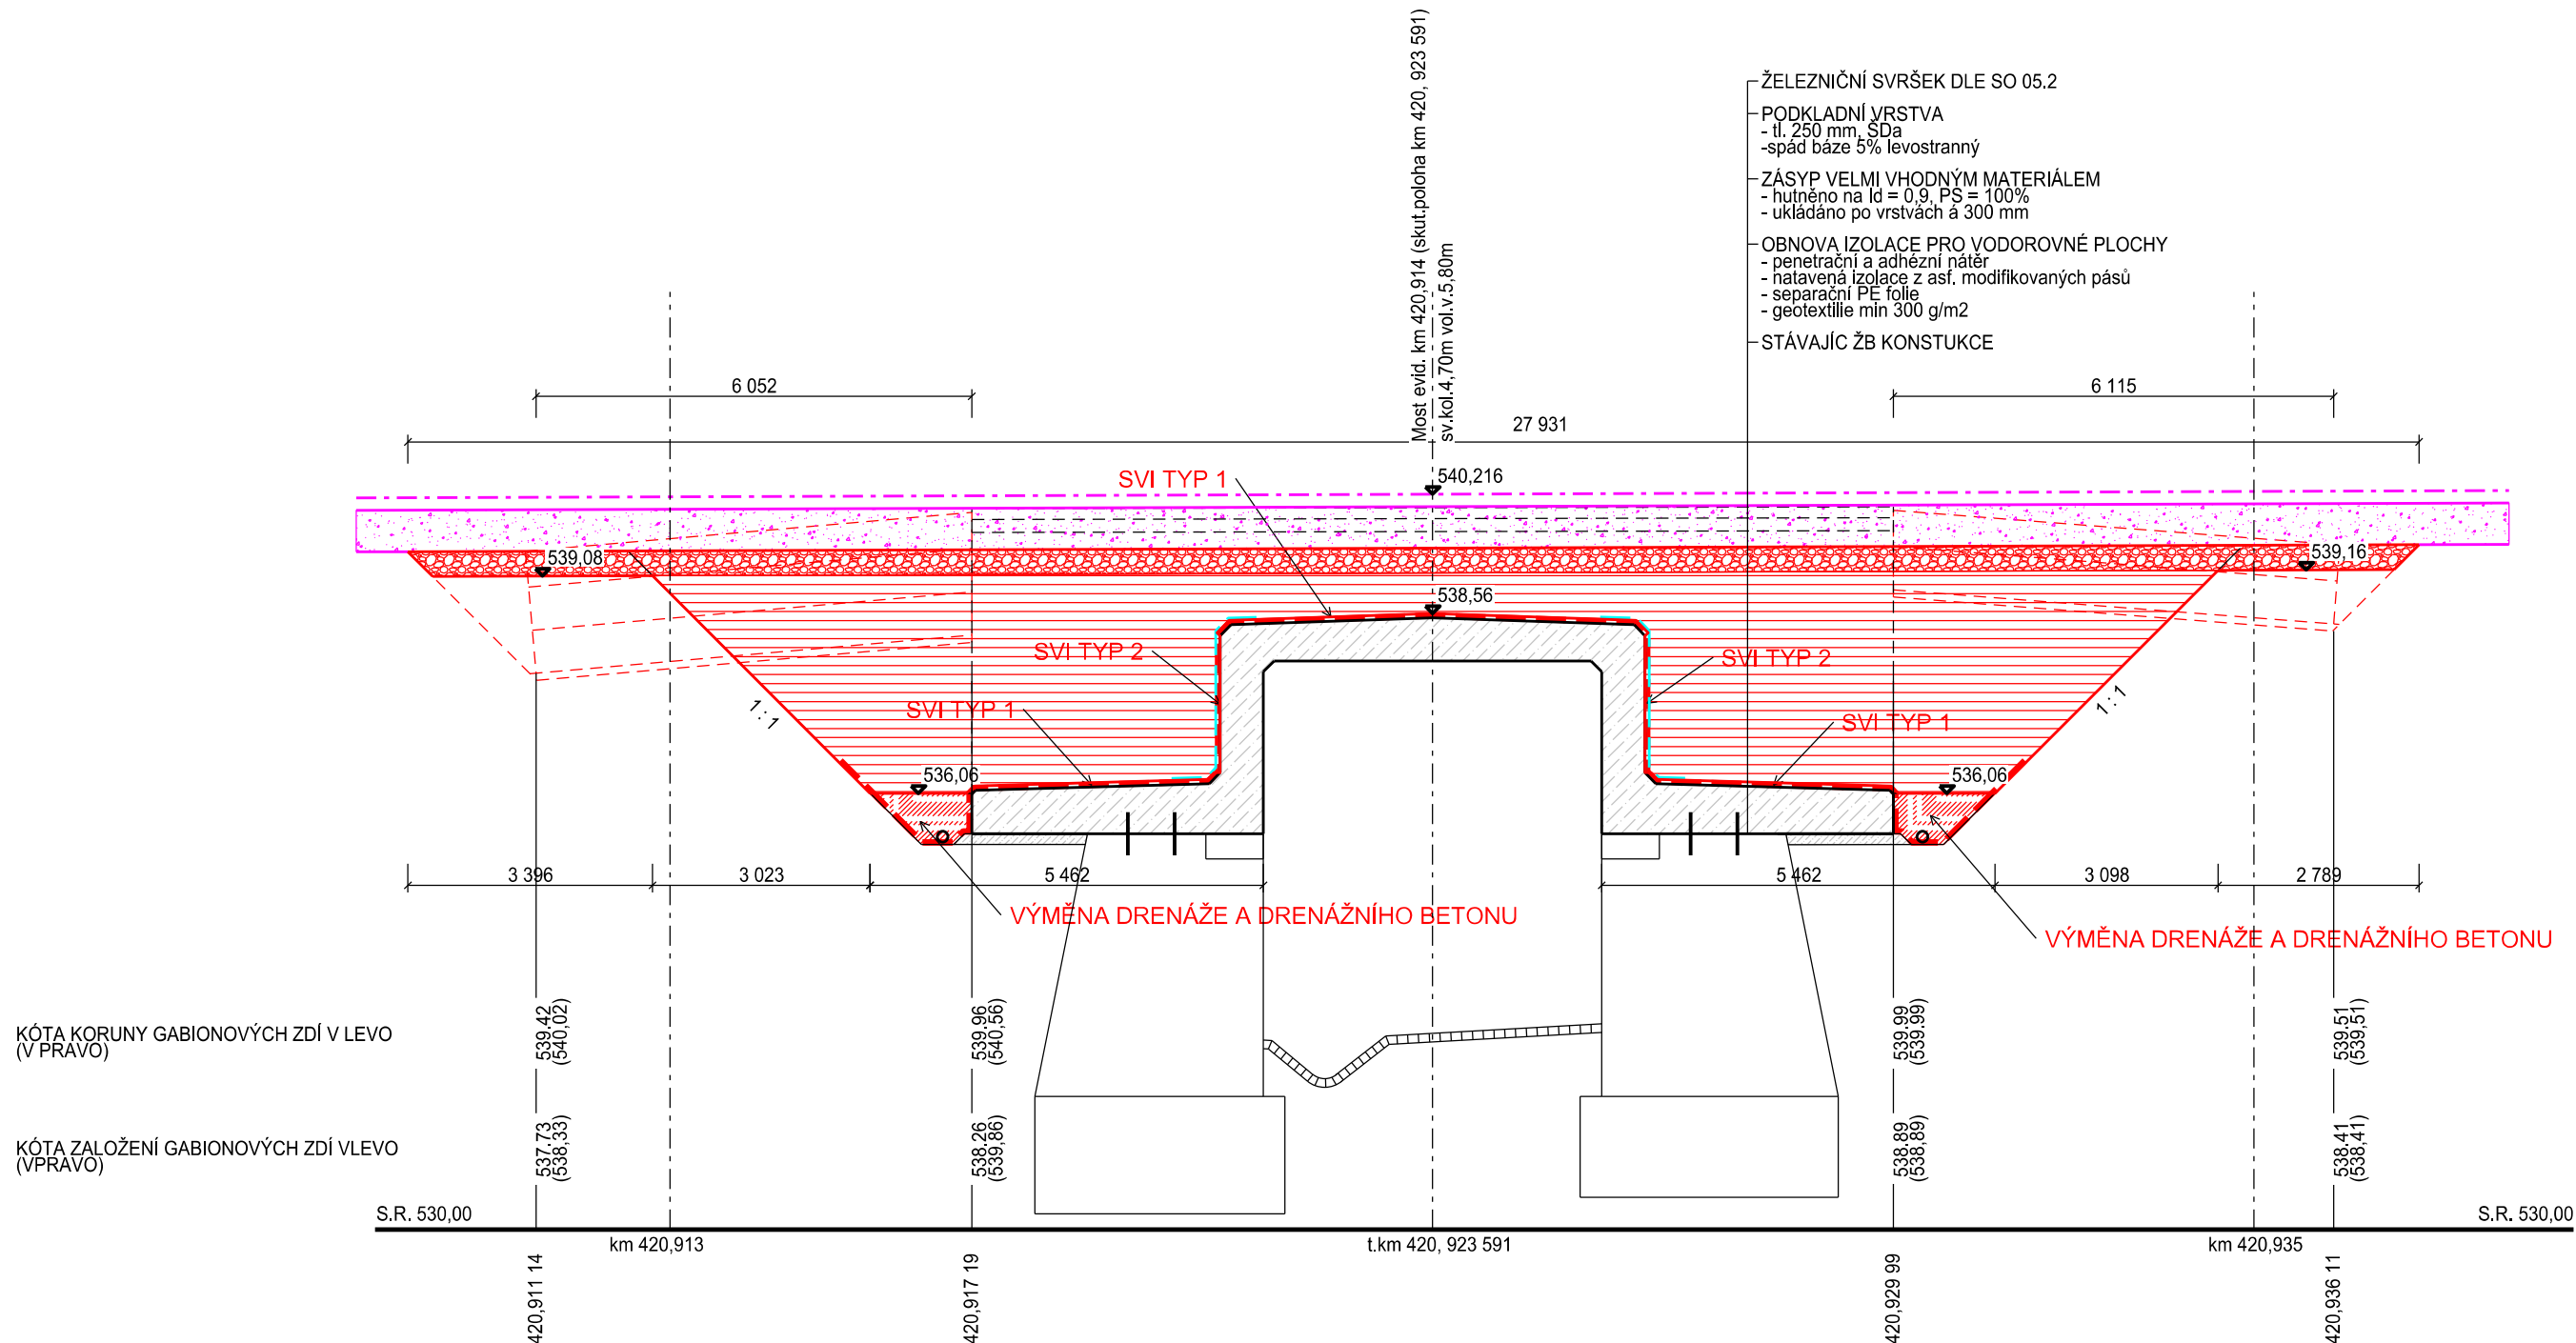 Most evid. km 420,914 (skut.poloha km 420, 923 591)
sv.kol.4,70m vol.v.5,80m
ŽELEZNIČNÍ SVRŠEK DLE SO 05.2
PODKLADNÍ VRSTVA
- tl. 250 mm, ŠDa
-spád báze 5% levostranný
ZÁSYP VELMI VHODNÝM MATERIÁLEM
- hutněno na Id = 0,9, PS = 100%
- ukládáno po vrstvách á 300 mm
OBNOVA IZOLACE PRO VODOROVNÉ PLOCHY
- penetrační a adhézní nátěr
- natavená izolace z asf. modifikovaných pásů
- separační PE folie
- geotextilie min 300 g/m2
STÁVAJÍC ŽB KONSTUKCE
6 052
6 115
27 931
SVI TYP 1
540,216
539,08
539,16
538,56
SVI TYP 2
SVI TYP 2
1 : 1
1 : 1
SVI TYP 1
SVI TYP 1
536,06
536,06
3 396
3 023
5 462
5 462
3 098
2 789
VÝMĚNA DRENÁŽE A DRENÁŽNÍHO BETONU
VÝMĚNA DRENÁŽE A DRENÁŽNÍHO BETONU
KÓTA KORUNY GABIONOVÝCH ZDÍ V LEVO
(V PRAVO)
539.42
(540,02)
539.96
(540,56)
539.99
(539.99)
539.51
(539,51)
KÓTA ZALOŽENÍ GABIONOVÝCH ZDÍ VLEVO
(VPRAVO)
537.73
(538,33)
538.26
(539,86)
538.89
(538,89)
538.41
(538,41)
S.R. 530,00
S.R. 530,00
km 420,913
t.km 420, 923 591
km 420,935
420,911 14
420,917 19
420,929 99
420,936 11